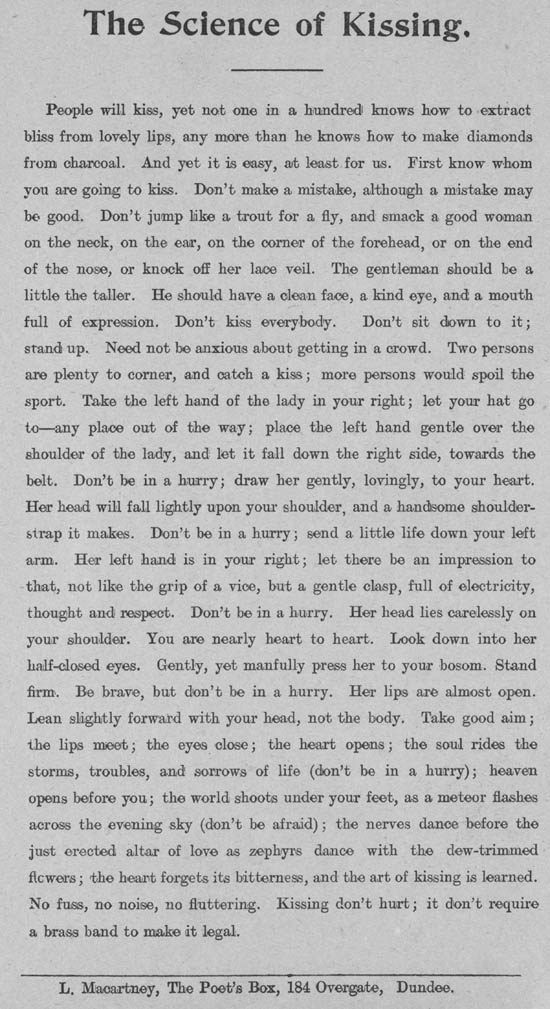 The Science of Kissing.
People will kiss, yet not one in a hundred knows how to extract
bliss from lovely lips, any more than he knows how to make diamonds
from charcoal. And yet it is easy, at least for us. First know whom
you are going to kiss. Don't make a mistake, although a mistake may
be good. Don't jump like a trout for a fly, and smack a good woman
on the neck, on the ear, on the corner of the forehead, or on the end
of the nose, or knock off her lace veil. The gentleman should be a
little the taller. He should have a clean face, a kind eye, and a mouth
full of expression. Don't kiss everybody. Don't sit down to it;
stand up. Need not be anxious about getting in a crowd. Two persons
are plenty to corner, and catch a kiss; more persons would spoil the
sport. Take the left hand of the lady in your right; let your hat go
to—any place out of the way; place the left hand gentle over the
shoulder of the lady, and let it fall down the right side, towards the
belt. Don't be in a hurry; draw her gently, lovingly, to your heart.
Her head will fall lightly upon your shoulder, and a handsome shoulder-
strap it makes. Don't be in a hurry; send a little life down your left
arm. Her left hand is in your right; let there be an impression to
that, not like the grip of a vice, but a gentle clasp, full of electricity,
thought and respect. Don't be in a hurry. Her head lies carelessly on
your shoulder. You are nearly heart to heart. Look down into her
half-closed eyes. Gently, yet manfully press her to your bosom. Stand
firm. Be brave, but don't be in a hurry. Her lips are almost open.
Lean slightly forward with your head, not the body. Take good aim;
the lips meet; the eyes close; the heart opens; the soul rides the
storms, troubles, and sorrows of life (don't be in a hurry); heaven
opens before you; the world shoots under your feet, as a meteor flashes
across the evening sky (don't be afraid); the nerves dance before the
just erected altar of love as zephyrs dance with the dew-trimmed
flowers; the heart forgets its bitterness, and the art of kissing is learned.
No fuss, no noise, no fluttering. Kissing don't hurt; it don't require
a brass band to make it legal.
L. Macartney, The Poet's Box, 184 Overgate, Dundee.